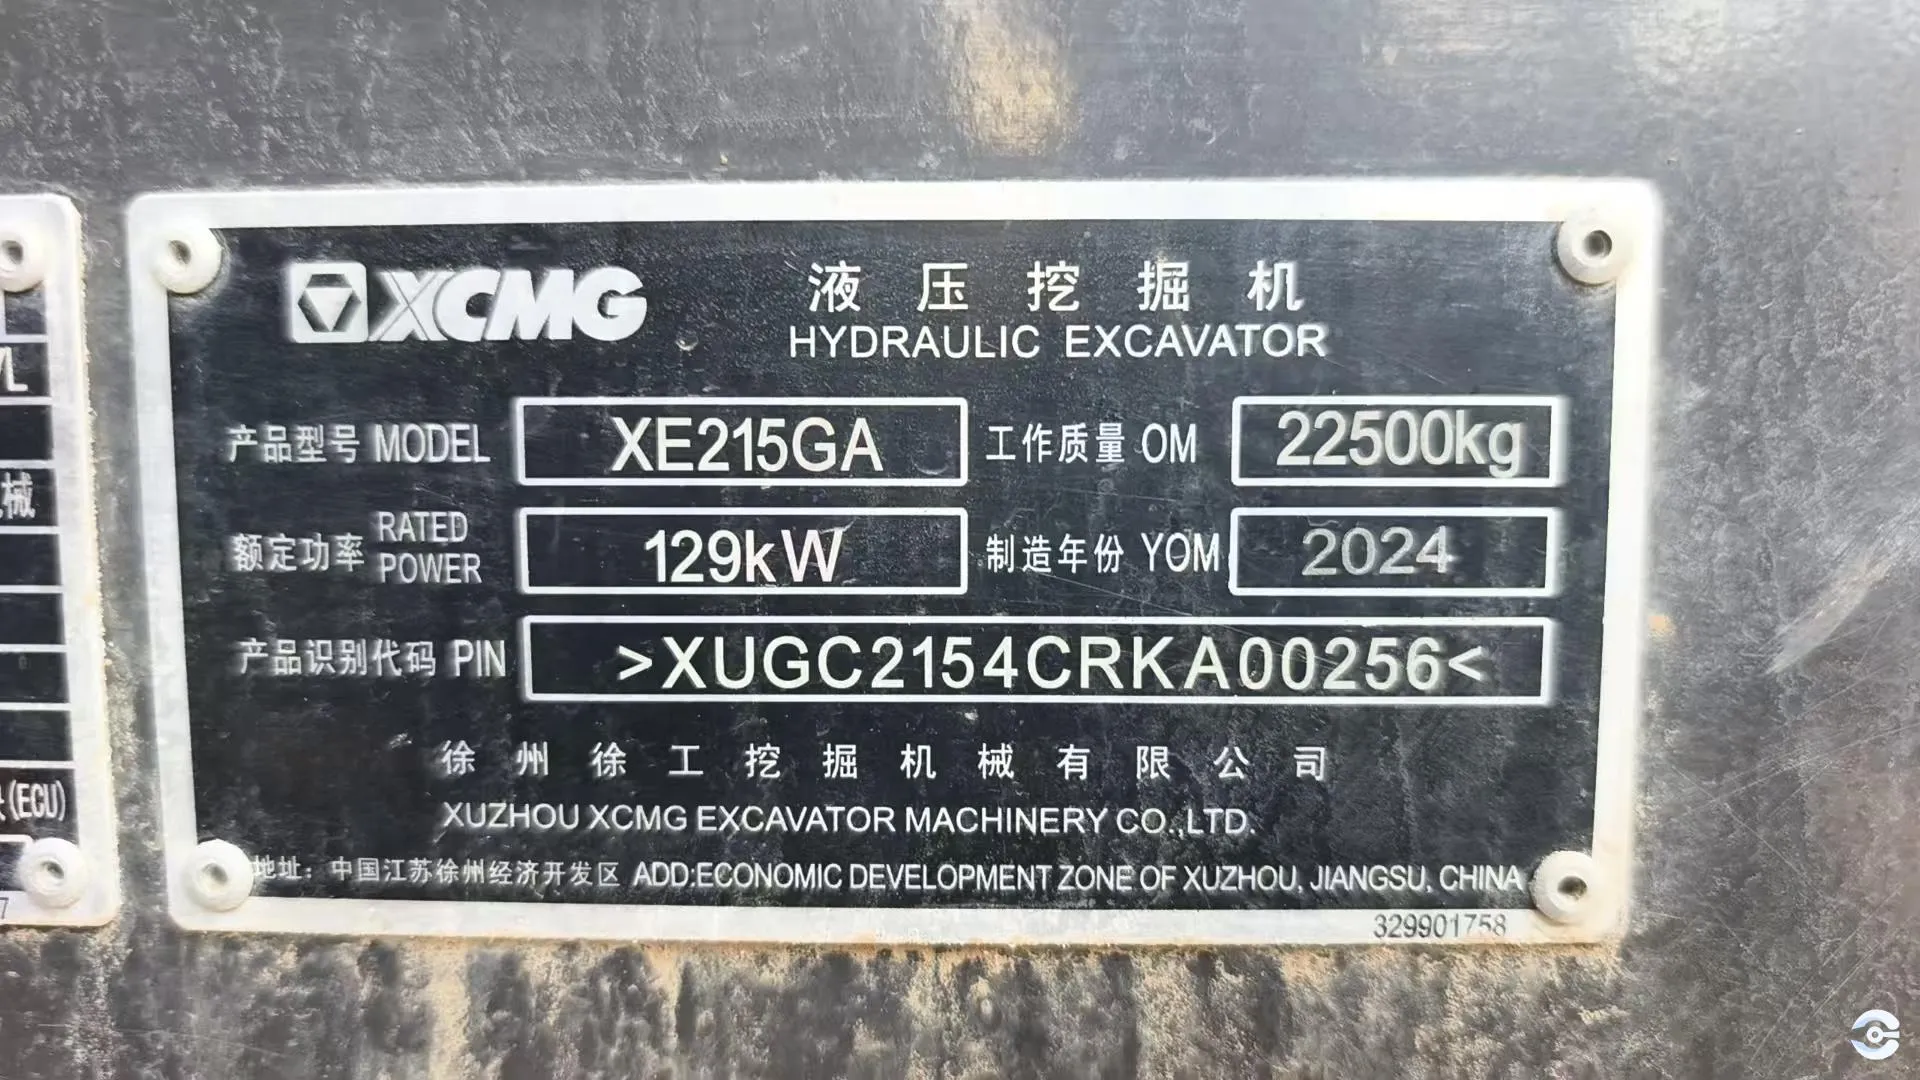 XCMG
液压挖掘机
HYDRAULIC EXCAVATOR
产品型号 MODEL XE215GA 工作质量 OM 22500kg
额定功率 RATED POWER 129kW 制造年份 YOM 2024
产品识别代码 PIN >XUGC2154CRKA00256<
徐州徐工挖掘机械有限公司
XUZHOU XCMG EXCAVATOR MACHINERY CO.,LTD.
地址：中国江苏徐州经济开发区 ADD:ECONOMIC DEVELOPMENT ZONE OF XUZHOU, JIANGSU, CHINA
329901758
/L
械
(ECU)
7